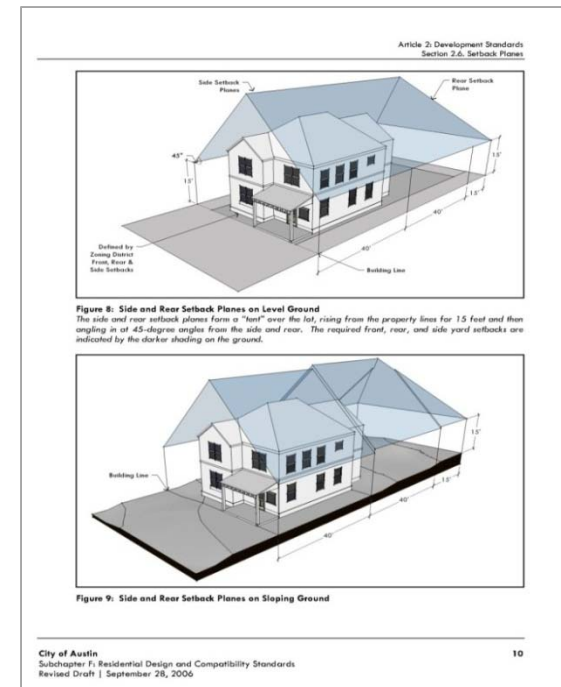 Article 2: Development Standards
Section 2.6. Setback Planes
Side Setback
Planes
Rear Setback
Plane
45°
15'
15'
15'
40'
40'
Defined by
Zoning District
Front, Rear &
Side Setbacks
Building Line
Figure 8: Side and Rear Setback Planes on Level Ground
The side and rear setback planes form a "tent" over the lot, rising from the property lines for 15 feet and then
angling in at 45-degree angles from the side and rear. The required front, rear, and side yard setbacks are
indicated by the darker shading on the ground.
15'
Building Line
15'
40'
40'
Figure 9: Side and Rear Setback Planes on Sloping Ground
City of Austin
10
Subchapter F: Residential Design and Compatibility Standards
Revised Draft | September 28, 2006